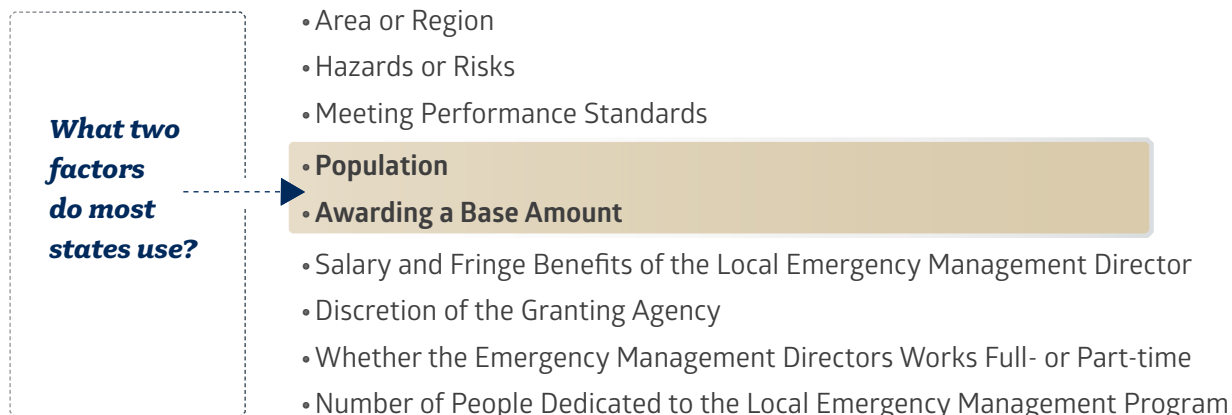 What two
factors
do most
states use?
• Area or Region
• Hazards or Risks
• Meeting Performance Standards
• Population
• Awarding a Base Amount
• Salary and Fringe Benefits of the Local Emergency Management Director
• Discretion of the Granting Agency
• Whether the Emergency Management Directors Works Full- or Part-time
• Number of People Dedicated to the Local Emergency Management Program